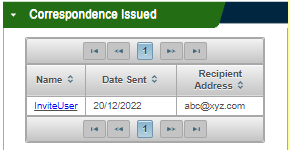 Correspondence Issued
1
Name Date Sent Recipient Address
InviteUser 20/12/2022 abc@xyz.com
1